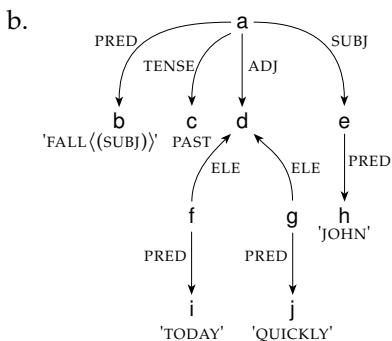 b.
a
PRED TENSE ADJ SUBJ
b c d e
'FALL⟨(SUBJ)⟩' PAST
ELE ELE PRED
f g h
'JOHN'
PRED PRED
i j
'TODAY' 'QUICKLY'